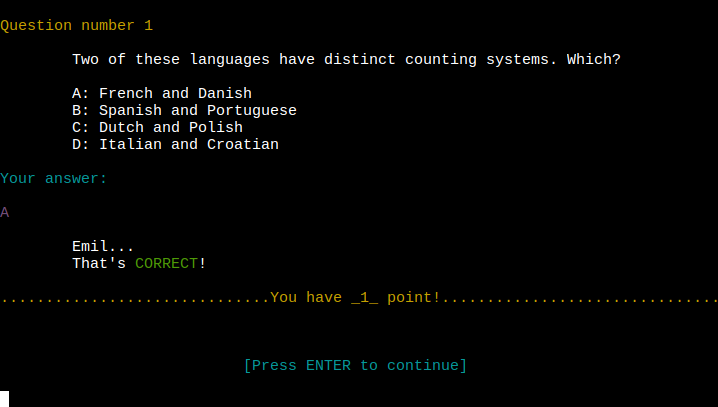 Question number 1
Two of these languages have distinct counting systems. Which?
A: French and Danish
B: Spanish and Portuguese
C: Dutch and Polish
D: Italian and Croatian
Your answer:
A
Emil...
That's CORRECT!
..............................You have _1_ point!...............................
[Press ENTER to continue]